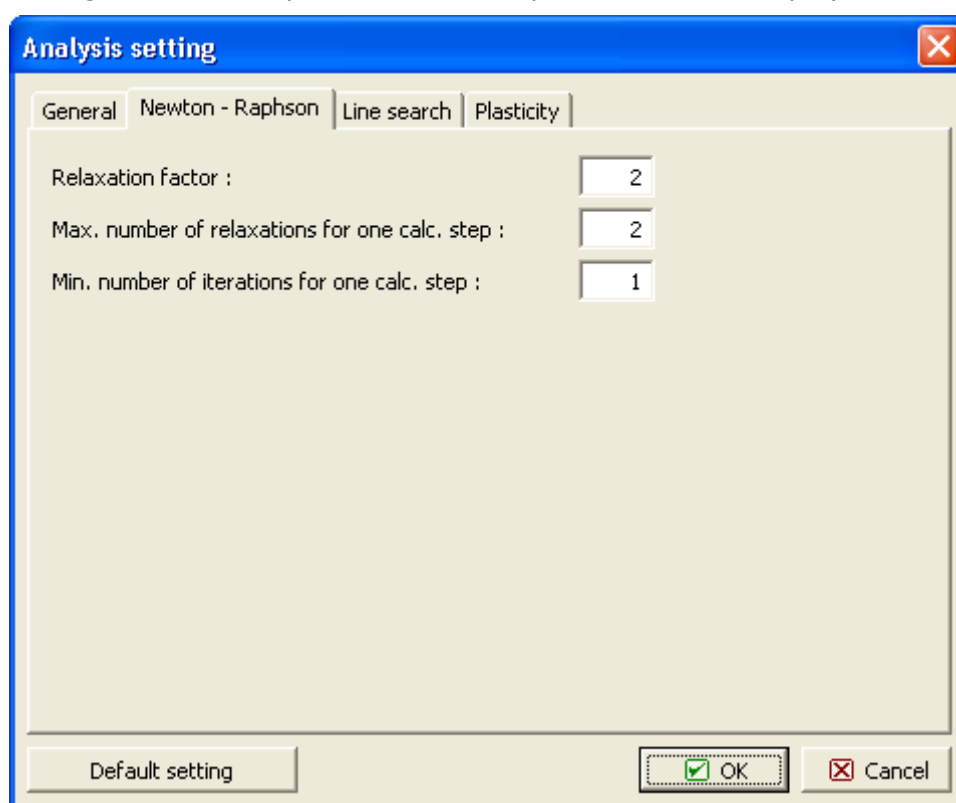 Analysis setting
General Newton - Raphson Line search Plasticity
Relaxation factor : 2
Max. number of relaxations for one calc. step : 2
Min. number of iterations for one calc. step : 1
Default setting OK Cancel